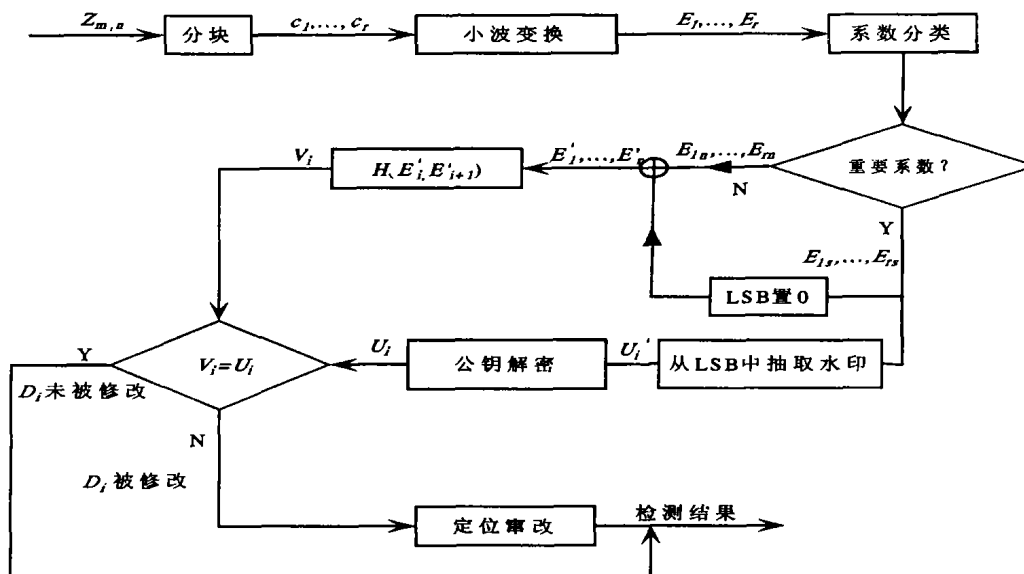 Z_{m,n}
分块
c_1,...,c_r
小波变换
E_1,...,E_r
系数分类
V_i
H、E'_i,E'_{i+1})
E'_1,...,E'_r
E_{1n},...,E_{rn}
N
重要系数?
Y
E_{1s},...,E_{rs}
LSB置0
Y
V_i=U_i
U_i
公钥解密
U_i'
从LSB中抽取水印
D_i未被修改
N
D_i被修改
定位窜改
检测结果